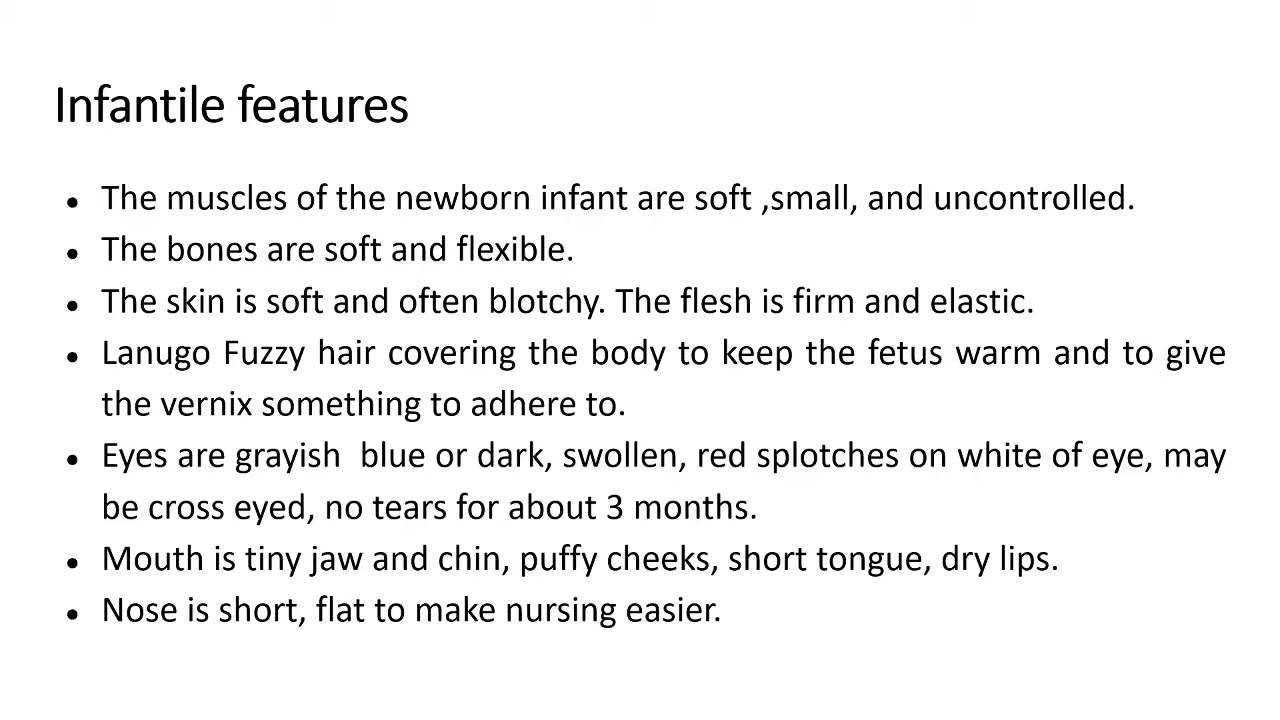 Infantile features
● The muscles of the newborn infant are soft ,small, and uncontrolled.
● The bones are soft and flexible.
● The skin is soft and often blotchy. The flesh is firm and elastic.
● Lanugo Fuzzy hair covering the body to keep the fetus warm and to give
the vernix something to adhere to.
● Eyes are grayish  blue or dark, swollen, red splotches on white of eye, may
be cross eyed, no tears for about 3 months.
● Mouth is tiny jaw and chin, puffy cheeks, short tongue, dry lips.
● Nose is short, flat to make nursing easier.